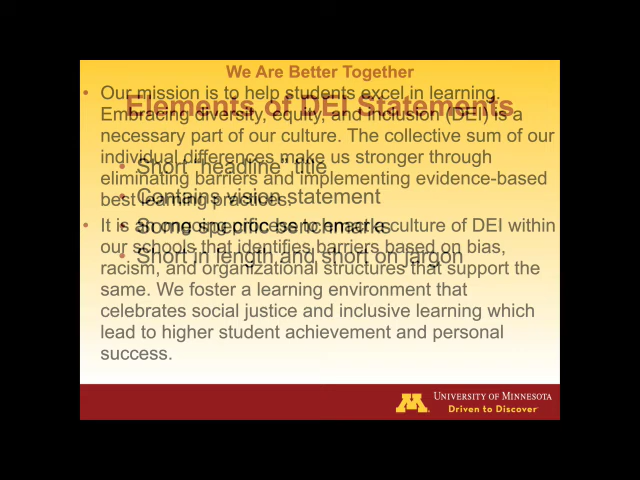 We Are Better Together
• Our mission is to help students excel in learning.
Embracing diversity, equity, and inclusion (DEI) is a
necessary part of our culture. The collective sum of our
individual differences make us stronger through
eliminating barriers and implementing evidence-based
best learning practices.
• It is an ongoing process to enact a culture of DEI within
our schools that identifies barriers based on bias,
racism, and organizational structures that support the
same. We foster a learning environment that
celebrates social justice and inclusive learning which
lead to higher student achievement and personal
success.
Elements of DEI Statements
• Short "headline" title
• Contains vision statement
• Some specific benchmarks
• Short in length and short on jargon
UNIVERSITY OF MINNESOTA
Driven to Discover